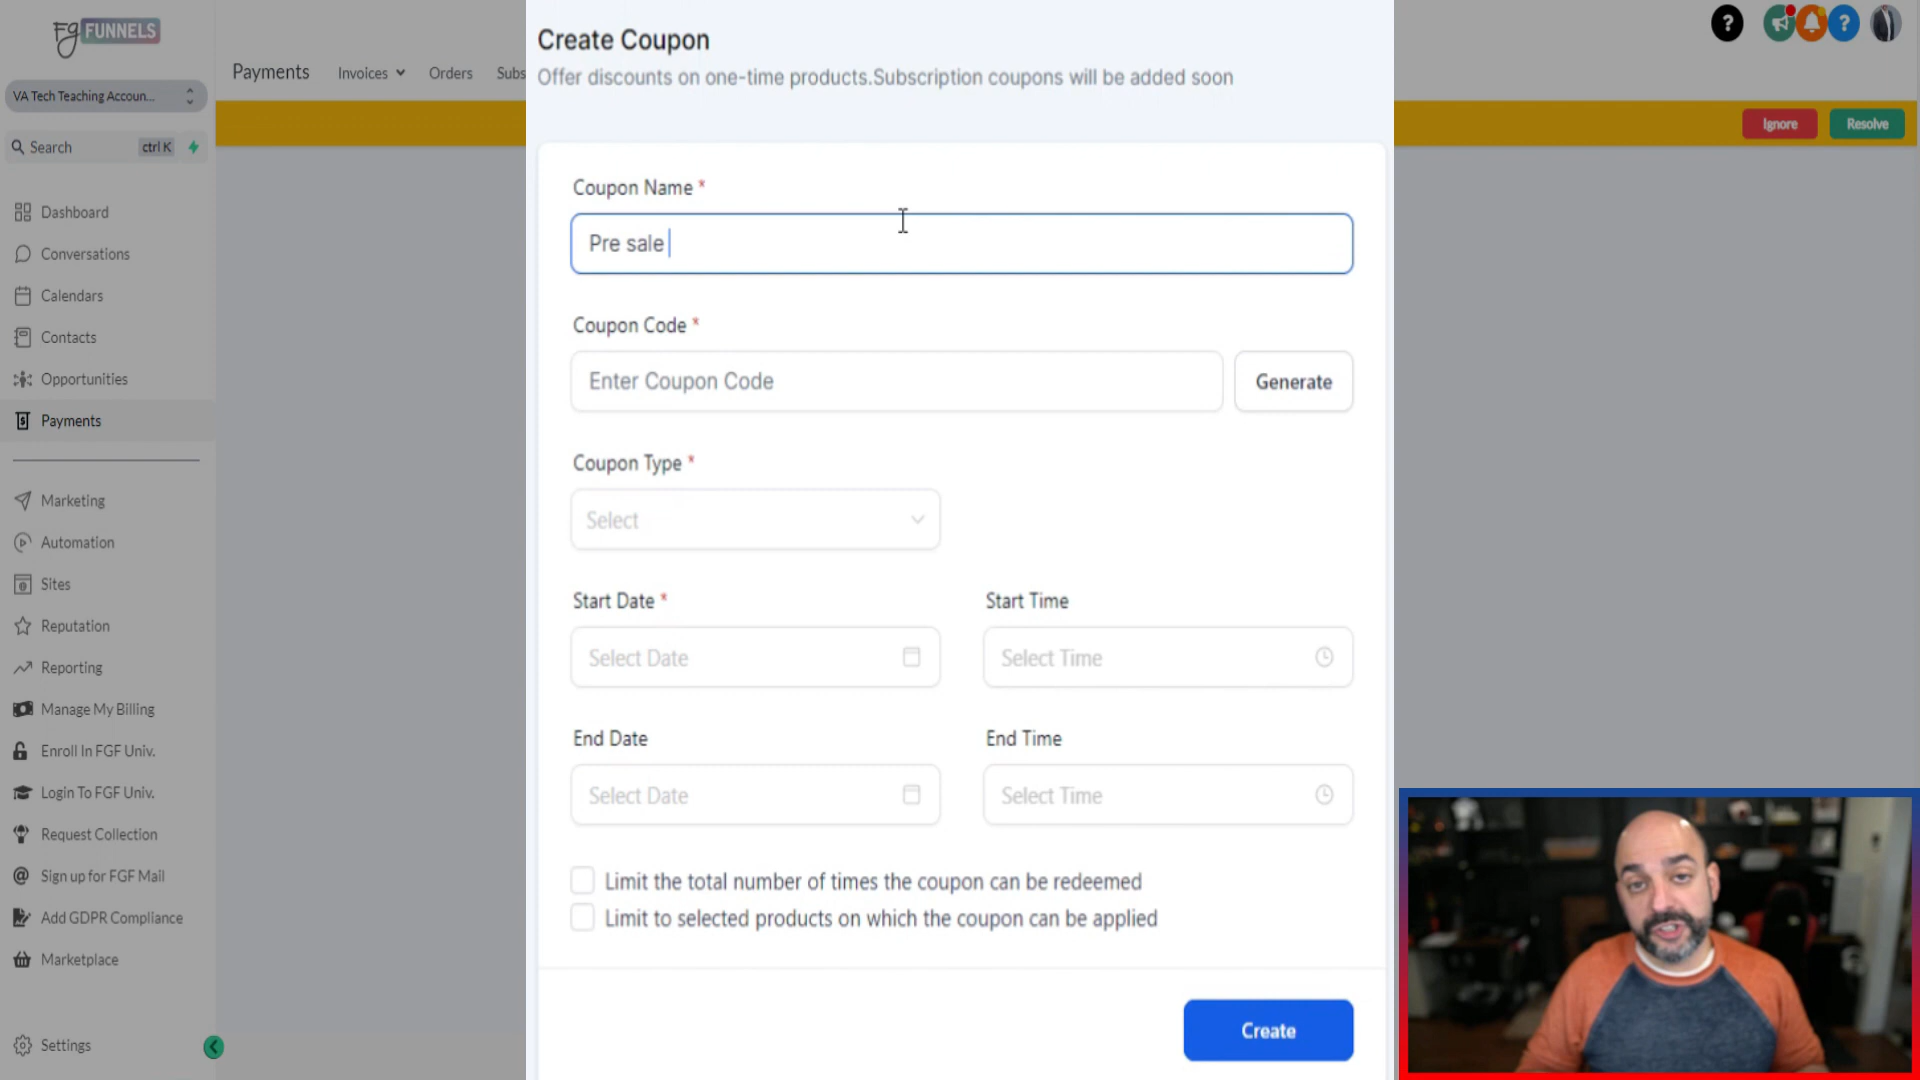 Fg FUNNELS
VA Tech Teaching Accoun...
Search ctrl K
Dashboard
Conversations
Calendars
Contacts
Opportunities
Payments
Marketing
Automation
Sites
Reputation
Reporting
Manage My Billing
Enroll In FGF Univ.
Login To FGF Univ.
Request Collection
Sign up for FGF Mail
Add GDPR Compliance
Marketplace
Settings
Payments Invoices Orders Subs
? ?
Ignore Resolve
Create Coupon
Offer discounts on one-time products.Subscription coupons will be added soon
Coupon Name *
Pre sale
Coupon Code *
Enter Coupon Code Generate
Coupon Type *
Select
Start Date * Start Time
Select Date Select Time
End Date End Time
Select Date Select Time
Limit the total number of times the coupon can be redeemed
Limit to selected products on which the coupon can be applied
Create